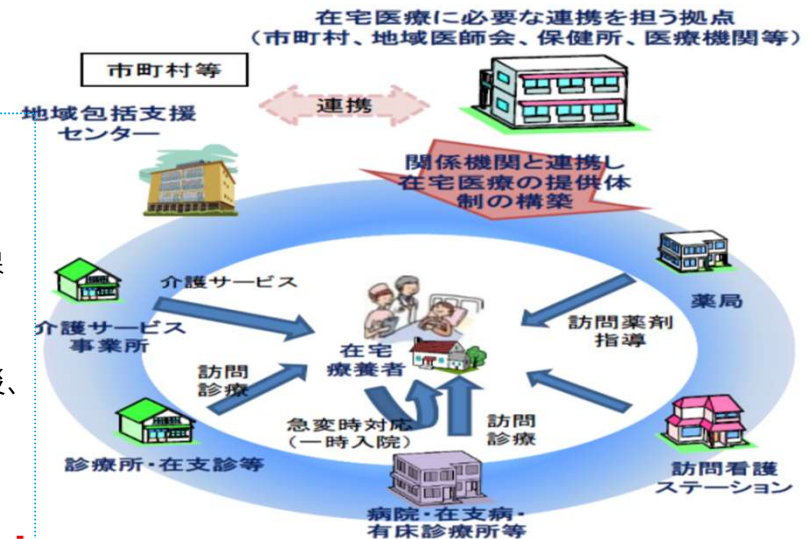 在宅医療に必要な連携を担う拠点
（市町村、地域医師会、保健所、医療機関等）
市町村等
連携
地域包括支援
センター
関係機関と連携し
在宅医療の提供体
制の構築
介護サービス
介護サービス
事業所
薬局
訪問薬剤
指導
在宅
療養者
訪問
診療
急変時対応
（一時入院）
訪問
診療
診療所・在支診等
訪問看護
ステーション
病院・在支病・
有床診療所等